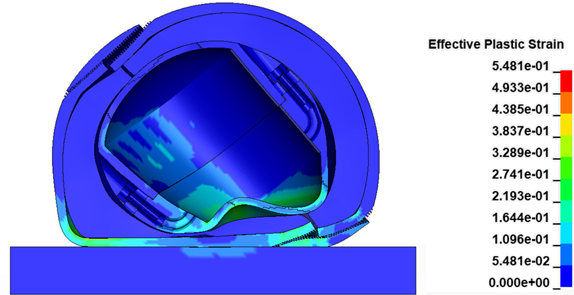 Effective Plastic Strain
5.481e-01
4.933e-01
4.385e-01
3.837e-01
3.289e-01
2.741e-01
2.193e-01
1.644e-01
1.096e-01
5.481e-02
0.000e+00